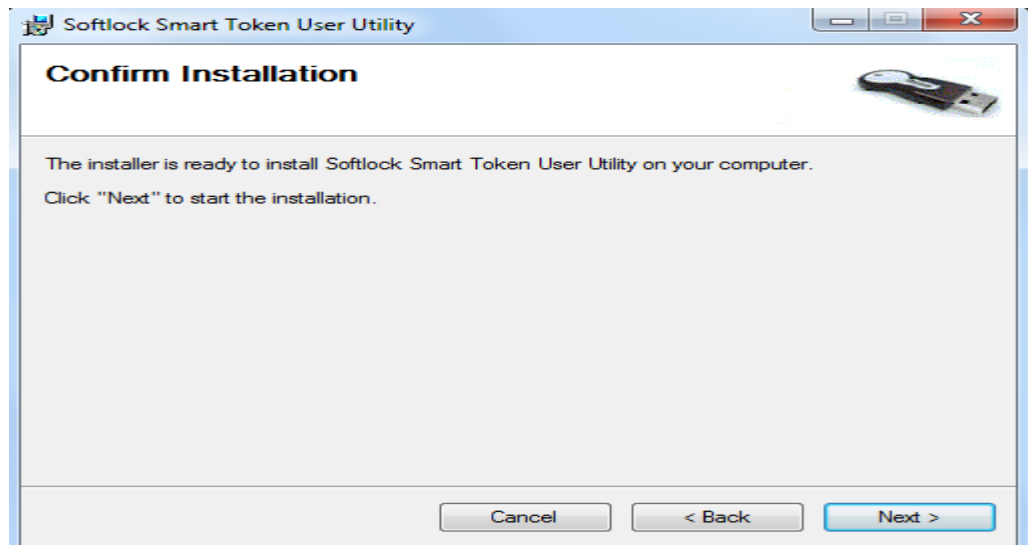 Softlock Smart Token User Utility
Confirm Installation
The installer is ready to install Softlock Smart Token User Utility on your computer.
Click "Next" to start the installation.
Cancel
< Back
Next >